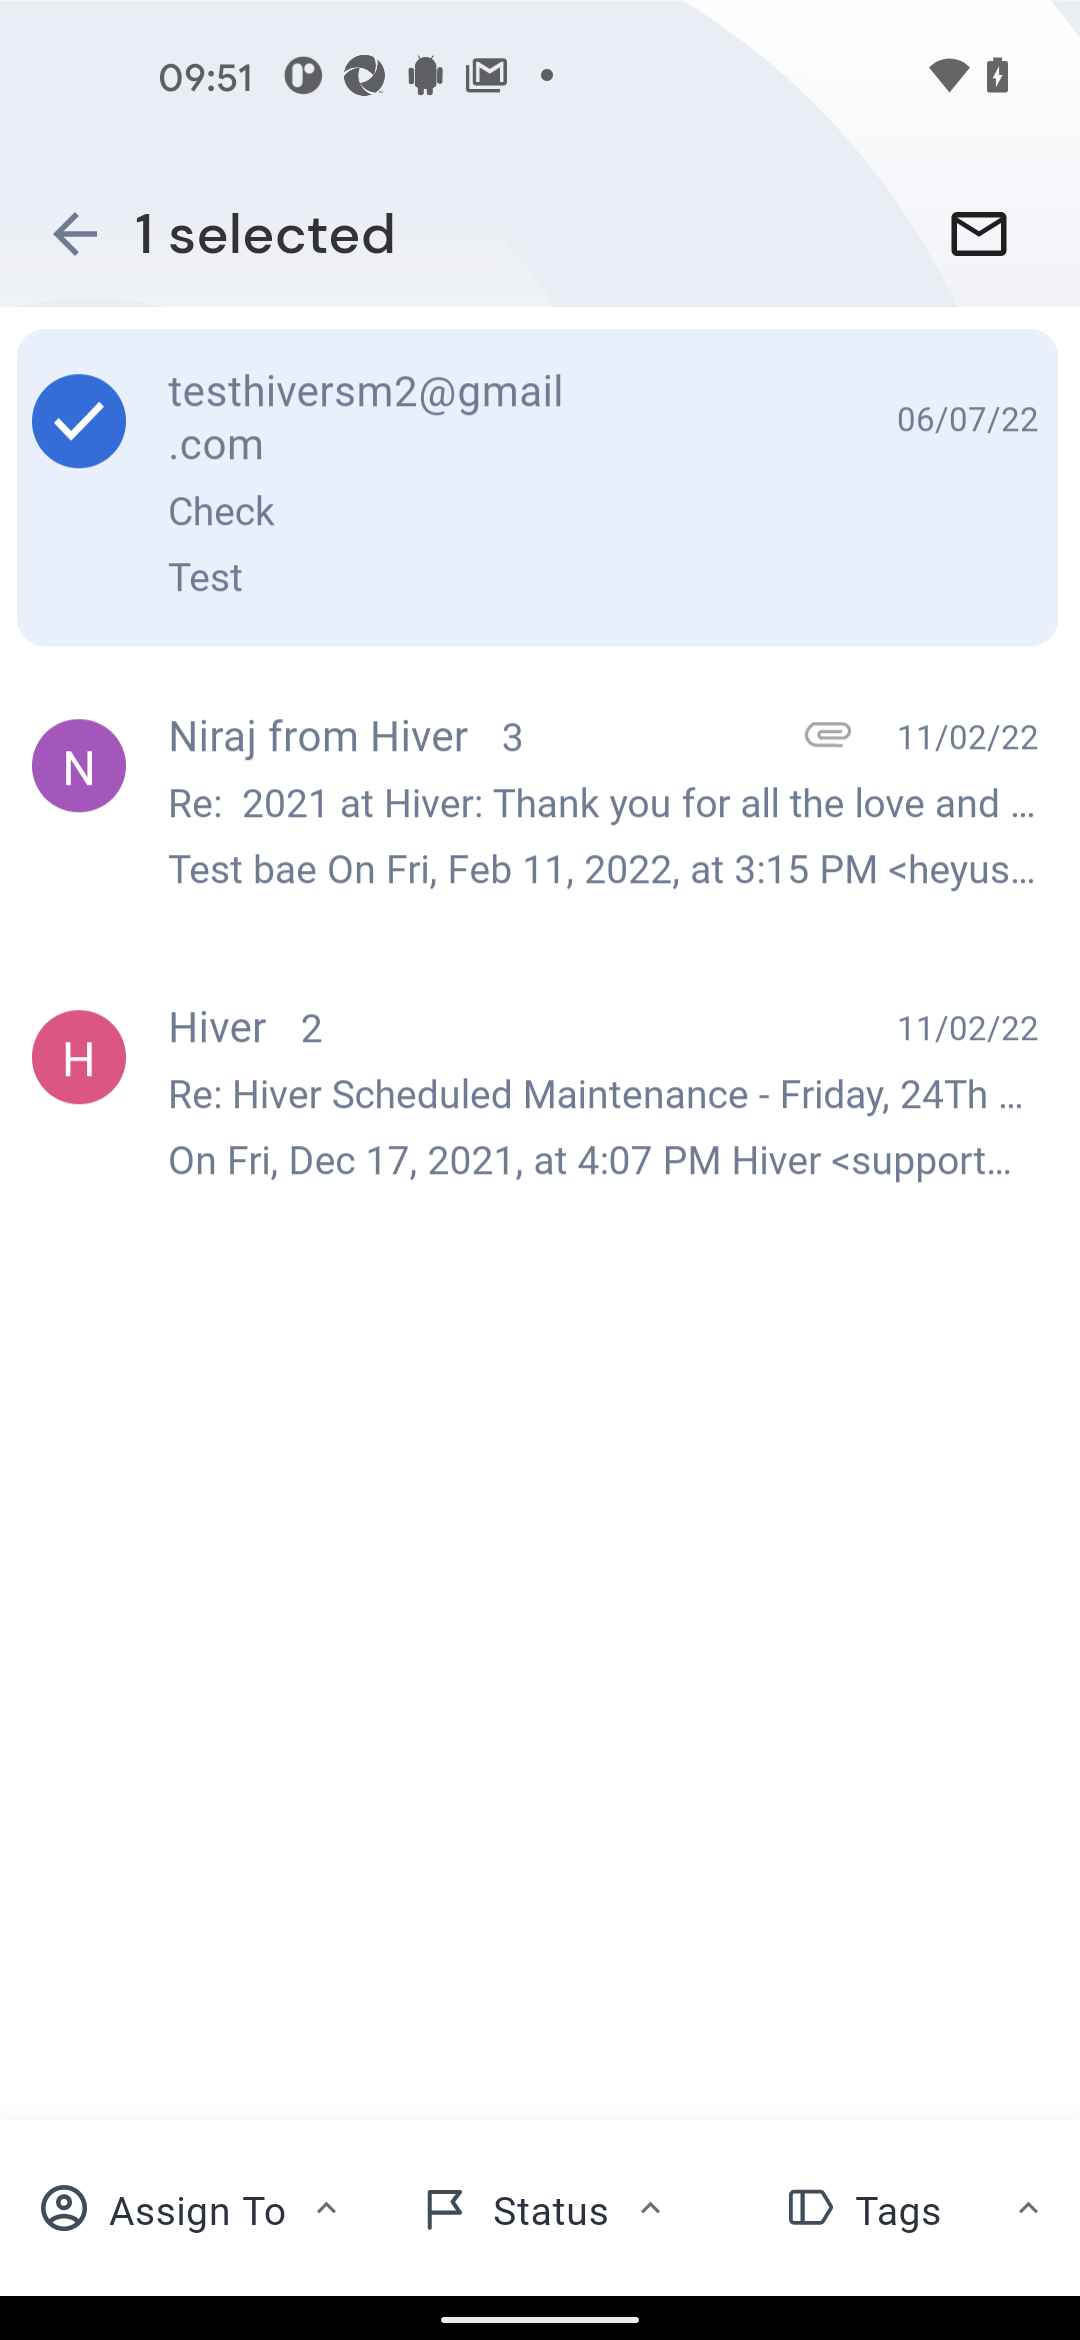 09:51
1 selected
testhiversm2@gmail
.com
06/07/22
Check
Test
N
Niraj from Hiver 3
11/02/22
Re:  2021 at Hiver: Thank you for all the love and ...
Test bae On Fri, Feb 11, 2022, at 3:15 PM <heyus...
H
Hiver 2
11/02/22
Re: Hiver Scheduled Maintenance - Friday, 24Th ...
On Fri, Dec 17, 2021, at 4:07 PM Hiver <support...
Assign To
Status
Tags